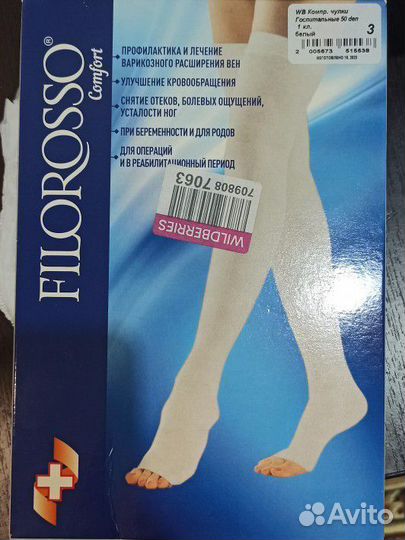 FILOROSSO®
Comfort
ПРОФИЛАКТИКА И ЛЕЧЕНИЕ
ВАРИКОЗНОГО РАСШИРЕНИЯ ВЕН
УЛУЧШЕНИЕ КРОВООБРАЩЕНИЯ
СНЯТИЕ ОТЕКОВ, БОЛЕВЫХ ОЩУЩЕНИЙ,
УСТАЛОСТИ НОГ
ПРИ БЕРЕМЕННОСТИ И ДЛЯ РОДОВ
ДЛЯ ОПЕРАЦИЙ
И В РЕАБИЛИТАЦИОННЫЙ ПЕРИОД
WB Компр. чулки
Госпитальные 50 den
1 кл.
белый
3
2 005673 515538
ИЗГОТОВЛЕНО
709808 7063
WILDBERRIES
Avito